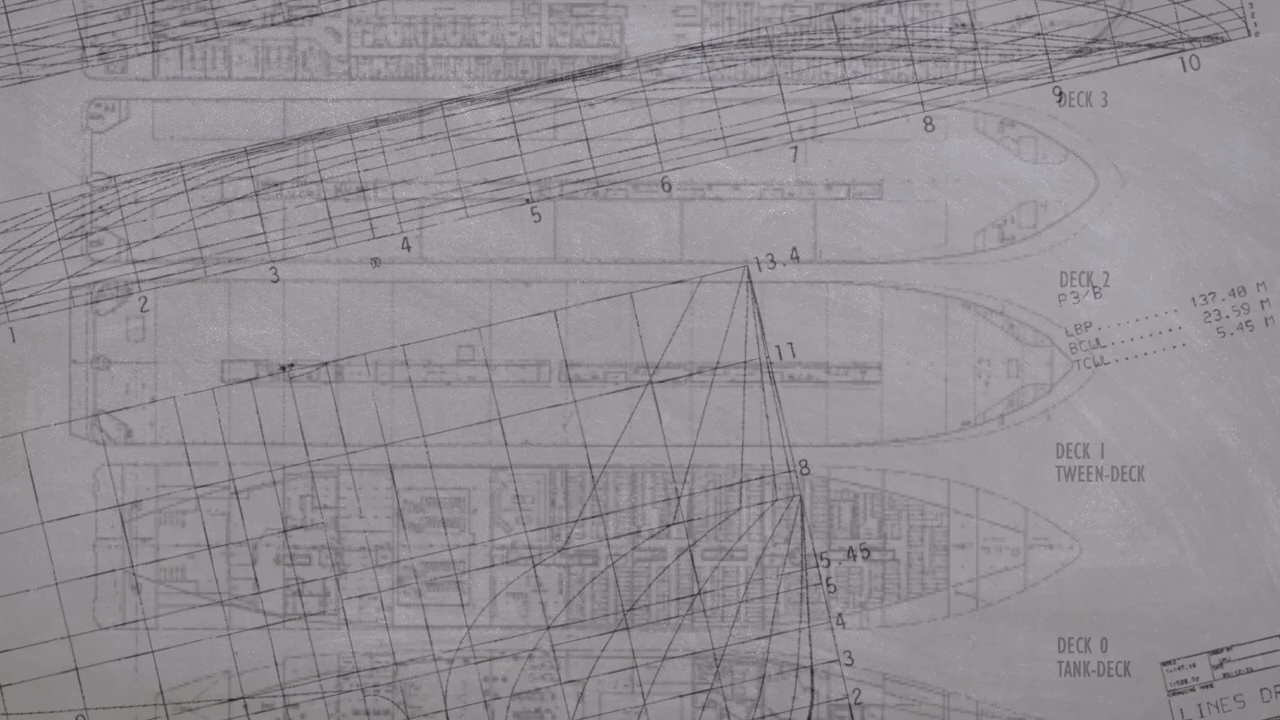 10
9
DECK 3
8
7
6
5
4
3
2
1
13.4
DECK 2
P3/B
LBP........ 137.40 M
BCWL....... 23.59 M
TCWL....... 5.45 M
11
DECK 1
TWEEN-DECK
8
5.45
5
4
3
2
DECK 0
TANK-DECK
LINES